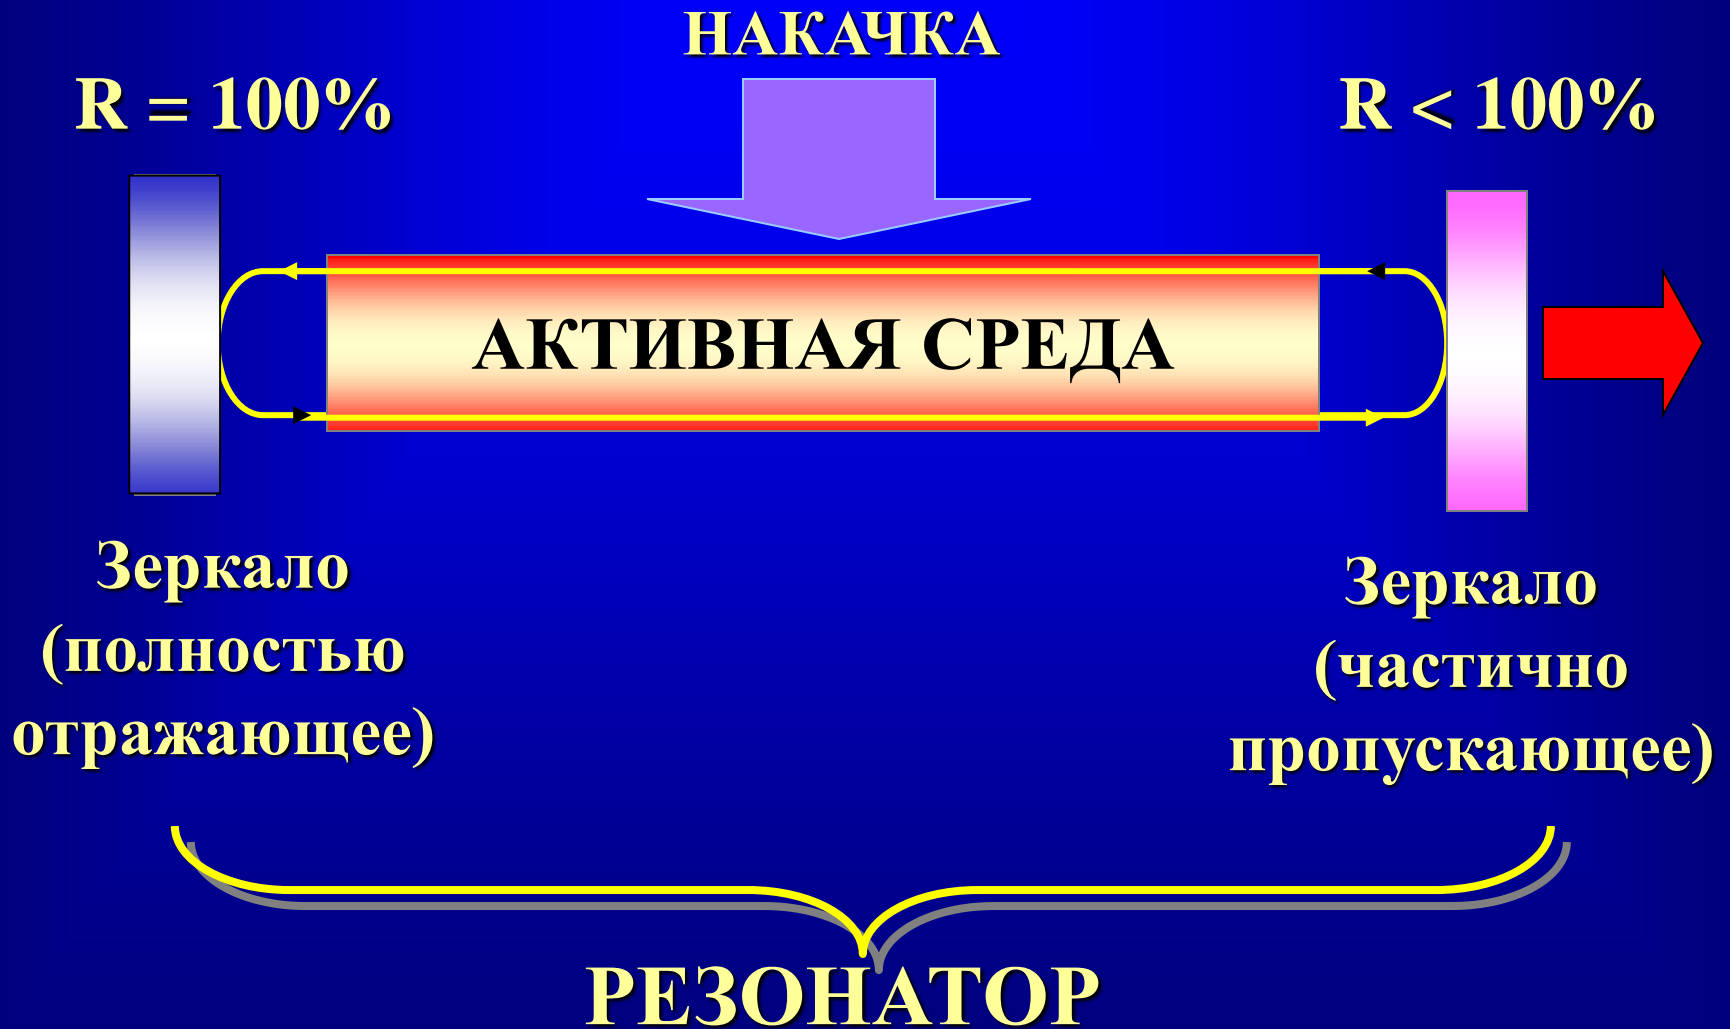 НАКАЧКА
R = 100%
R < 100%
АКТИВНАЯ СРЕДА
Зеркало
(полностью
отражающее)
Зеркало
(частично
пропускающее)
РЕЗОНАТОР